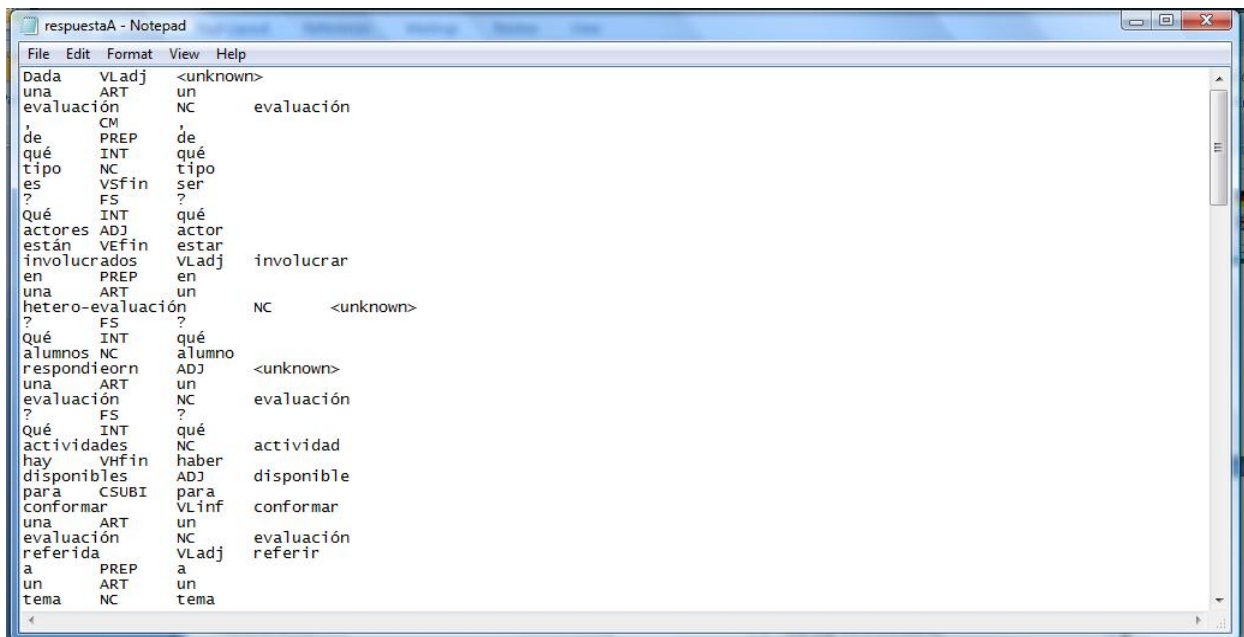 respuestaA - Notepad
File Edit Format View Help
Dada VLadj <unknown>
una ART un
evaluación NC evaluación
, CM ,
de PREP de
qué INT qué
tipo NC tipo
es VSfin ser
? FS ?
Qué INT qué
actores ADJ actor
están VEfin estar
involucrados VLadj involucrar
en PREP en
una ART un
hetero-evaluación NC <unknown>
? FS ?
Qué INT qué
alumnos NC alumno
respondieorn ADJ <unknown>
una ART un
evaluación NC evaluación
? FS ?
Qué INT qué
actividades NC actividad
hay VHfin haber
disponibles ADJ disponible
para CSUBI para
conformar VLinf conformar
una ART un
evaluación NC evaluación
referida VLadj referir
a PREP a
un ART un
tema NC tema